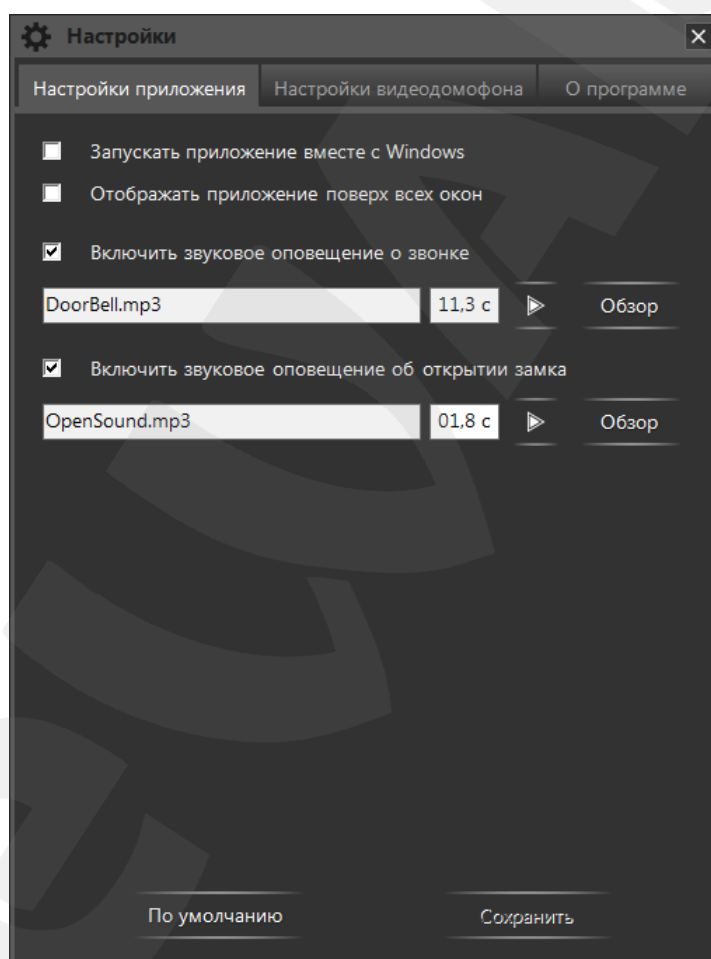 Настройки
Настройки приложения Настройки видеодомофона О программе
Запускать приложение вместе с Windows
Отображать приложение поверх всех окон
Включить звуковое оповещение о звонке
DoorBell.mp3 11,3 с Обзор
Включить звуковое оповещение об открытии замка
OpenSound.mp3 01,8 с Обзор
По умолчанию Сохранить